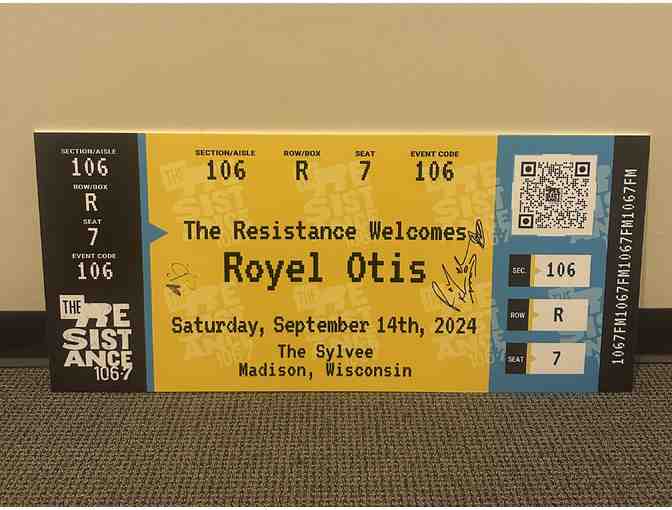 SECTION/AISLE
106
ROW/BOX
R
SEAT
7
EVENT CODE
106
THE RE
SIST
ANCE
106.7
SECTION/AISLE ROW/BOX SEAT EVENT CODE
106 R 7 106
The Resistance Welcomes
Royel Otis
Saturday, September 14th, 2024
The Sylvee
Madison, Wisconsin
SEC. 106
ROW R
SEAT 7
1067FM1067FM1067FM1067FM